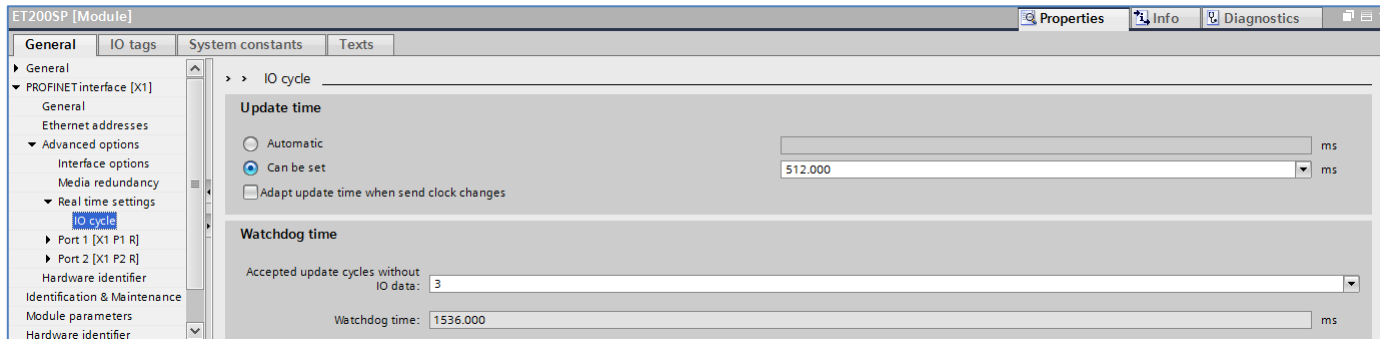 ET200SP [Module]
Properties
Info
Diagnostics
General
IO tags
System constants
Texts
General
PROFINET interface [X1]
General
Ethernet addresses
Advanced options
Interface options
Media redundancy
Real time settings
IO cycle
Port 1 [X1 P1 R]
Port 2 [X1 P2 R]
Hardware identifier
Identification & Maintenance
Module parameters
Hardware identifier
> > IO cycle
Update time
Automatic
ms
Can be set
512.000
ms
Adapt update time when send clock changes
Watchdog time
Accepted update cycles without
IO data:
3
Watchdog time:
1536.000
ms